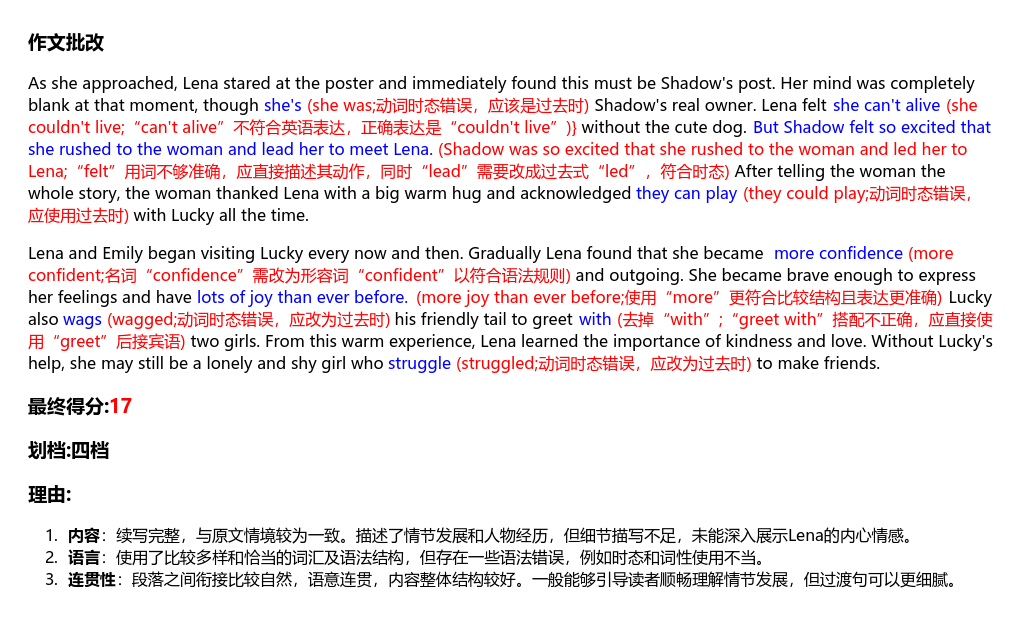 作文批改
As she approached, Lena stared at the poster and immediately found this must be Shadow's post. Her mind was completely
blank at that moment, though she's (she was;动词时态错误，应该是过去时) Shadow's real owner. Lena felt she can't alive (she
couldn't live;“can't alive”不符合英语表达，正确表达是“couldn't live”)} without the cute dog. But Shadow felt so excited that
she rushed to the woman and lead her to meet Lena. (Shadow was so excited that she rushed to the woman and led her to
Lena;“felt”用词不够准确，应直接描述其动作，同时“lead”需要改成过去式“led”，符合时态) After telling the woman the
whole story, the woman thanked Lena with a big warm hug and acknowledged they can play (they could play;动词时态错误，
应使用过去时) with Lucky all the time.
Lena and Emily began visiting Lucky every now and then. Gradually Lena found that she became more confidence (more
confident;名词“confidence”需改为形容词“confident”以符合语法规则) and outgoing. She became brave enough to express
her feelings and have lots of joy than ever before. (more joy than ever before;使用“more”更符合比较结构且表达更准确) Lucky
also wags (wagged;动词时态错误，应改为过去时) his friendly tail to greet with (去掉“with”;“greet with”搭配不正确，应直接使
用“greet”后接宾语) two girls. From this warm experience, Lena learned the importance of kindness and love. Without Lucky's
help, she may still be a lonely and shy girl who struggle (struggled;动词时态错误，应改为过去时) to make friends.
最终得分:17
划档:四档
理由:
1. 内容：续写完整，与原文情境较为一致。描述了情节发展和人物经历，但细节描写不足，未能深入展示Lena的内心情感。
2. 语言：使用了比较多样和恰当的词汇及语法结构，但存在一些语法错误，例如时态和词性使用不当。
3. 连贯性：段落之间衔接比较自然，语意连贯，内容整体结构较好。一般能够引导读者顺畅理解情节发展，但过渡句可以更细腻。